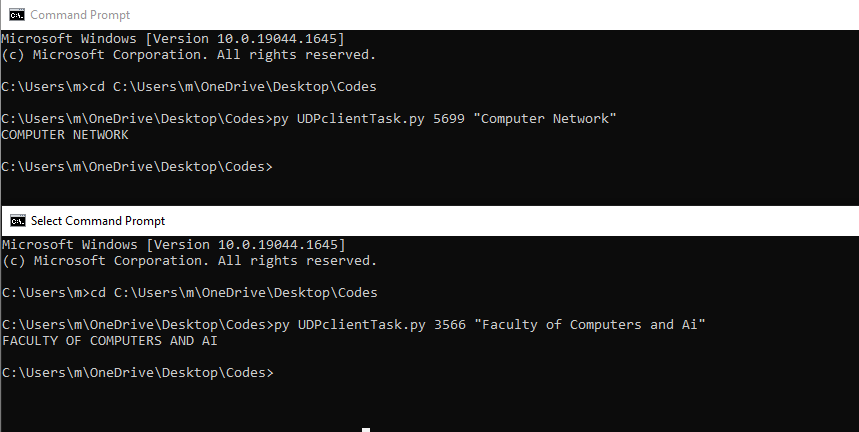 Command Prompt
Microsoft Windows [Version 10.0.19044.1645]
(c) Microsoft Corporation. All rights reserved.
C:\Users\m>cd C:\Users\m\OneDrive\Desktop\Codes
C:\Users\m\OneDrive\Desktop\Codes>py UDPclientTask.py 5699 "Computer Network"
COMPUTER NETWORK
C:\Users\m\OneDrive\Desktop\Codes>
Select Command Prompt
Microsoft Windows [Version 10.0.19044.1645]
(c) Microsoft Corporation. All rights reserved.
C:\Users\m>cd C:\Users\m\OneDrive\Desktop\Codes
C:\Users\m\OneDrive\Desktop\Codes>py UDPclientTask.py 3566 "Faculty of Computers and Ai"
FACULTY OF COMPUTERS AND AI
C:\Users\m\OneDrive\Desktop\Codes>